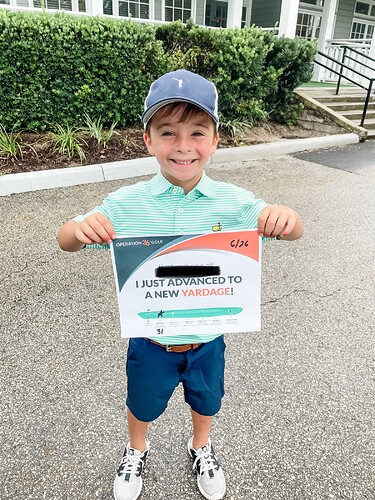 OPERATION 36° GOLF
6/26
I JUST ADVANCED TO
A NEW YARDAGE!
31